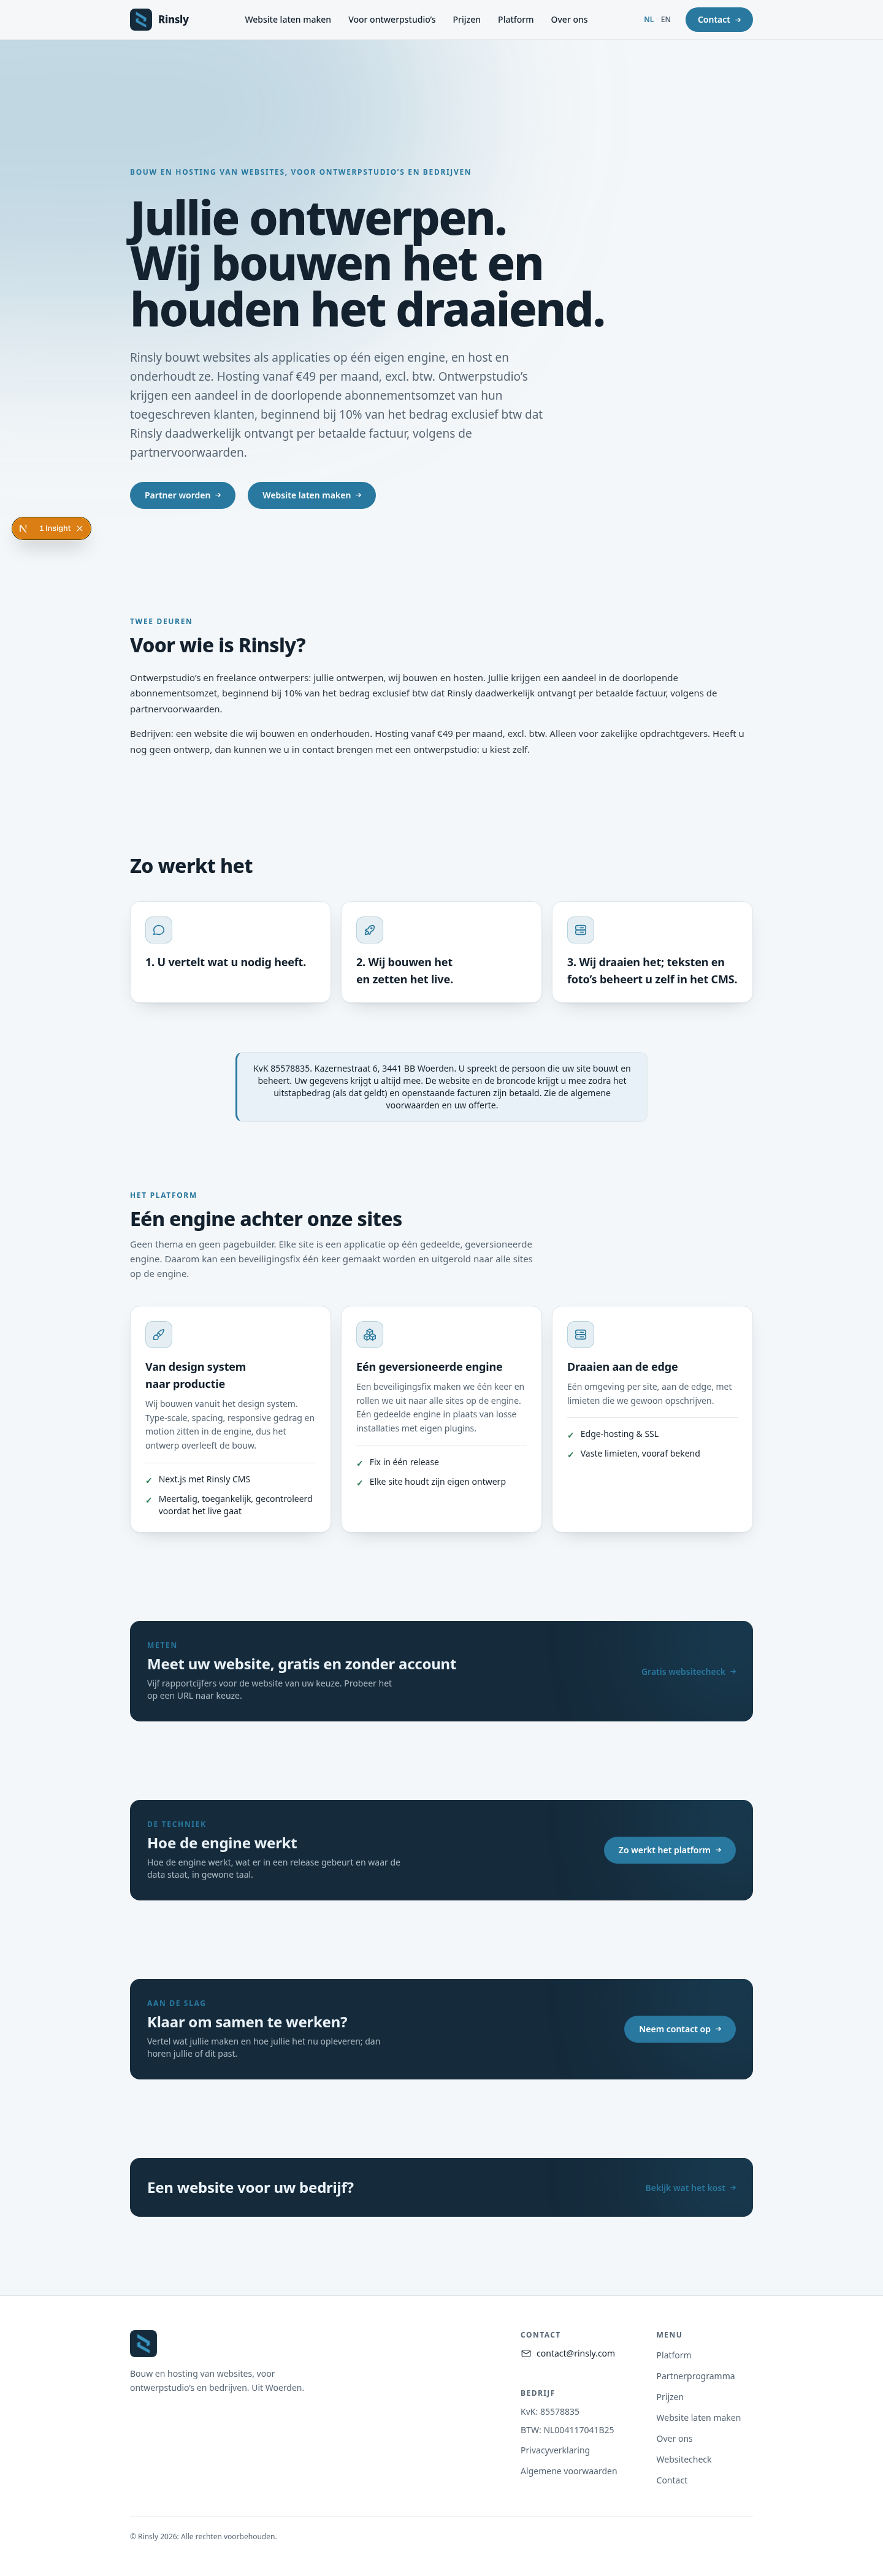 Rinsly
Website laten maken
Voor ontwerpstudio’s
Prijzen
Platform
Over ons
NL EN
Contact →
BOUW EN HOSTING VAN WEBSITES, VOOR ONTWERPSTUDIO’S EN BEDRIJVEN
Jullie ontwerpen.
Wij bouwen het en
houden het draaiend.
Rinsly bouwt websites als applicaties op één eigen engine, en host en
onderhoudt ze. Hosting vanaf €49 per maand, excl. btw. Ontwerpstudio’s
krijgen een aandeel in de doorlopende abonnementsomzet van hun
toegeschreven klanten, beginnend bij 10% van het bedrag exclusief btw dat
Rinsly daadwerkelijk ontvangt per betaalde factuur, volgens de
partnervoorwaarden.
Partner worden →
Website laten maken →
1 Insight
TWEE DEUREN
Voor wie is Rinsly?
Ontwerpstudio’s en freelance ontwerpers: jullie ontwerpen, wij bouwen en hosten. Jullie krijgen een aandeel in de doorlopende
abonnementsomzet, beginnend bij 10% van het bedrag exclusief btw dat Rinsly daadwerkelijk ontvangt per betaalde factuur, volgens de
partnervoorwaarden.
Bedrijven: een website die wij bouwen en onderhouden. Hosting vanaf €49 per maand, excl. btw. Alleen voor zakelijke opdrachtgevers. Heeft u
nog geen ontwerp, dan kunnen we u in contact brengen met een ontwerpstudio: u kiest zelf.
Zo werkt het
1. U vertelt wat u nodig heeft.
2. Wij bouwen het
en zetten het live.
3. Wij draaien het; teksten en
foto’s beheert u zelf in het CMS.
KvK 85578835. Kazernestraat 6, 3441 BB Woerden. U spreekt de persoon die uw site bouwt en
beheert. Uw gegevens krijgt u altijd mee. De website en de broncode krijgt u mee zodra het
uitstapbedrag (als dat geldt) en openstaande facturen zijn betaald. Zie de algemene
voorwaarden en uw offerte.
HET PLATFORM
Eén engine achter onze sites
Geen thema en geen pagebuilder. Elke site is een applicatie op één gedeelde, geversioneerde
engine. Daarom kan een beveiligingsfix één keer gemaakt worden en uitgerold naar alle sites
op de engine.
Van design system
naar productie
Wij bouwen vanuit het design system.
Type-scale, spacing, responsive gedrag en
motion zitten in de engine, dus het
ontwerp overleeft de bouw.
✓ Next.js met Rinsly CMS
✓ Meertalig, toegankelijk, gecontroleerd
voordat het live gaat
Eén geversioneerde engine
Een beveiligingsfix maken we één keer en
rollen we uit naar alle sites op de engine.
Eén gedeelde engine in plaats van losse
installaties met eigen plugins.
✓ Fix in één release
✓ Elke site houdt zijn eigen ontwerp
Draaien aan de edge
Eén omgeving per site, aan de edge, met
limieten die we gewoon opschrijven.
✓ Edge-hosting & SSL
✓ Vaste limieten, vooraf bekend
METEN
Meet uw website, gratis en zonder account
Vijf rapportcijfers voor de website van uw keuze. Probeer het
op een URL naar keuze.
Gratis websitecheck →
DE TECHNIEK
Hoe de engine werkt
Hoe de engine werkt, wat er in een release gebeurt en waar de
data staat, in gewone taal.
Zo werkt het platform →
AAN DE SLAG
Klaar om samen te werken?
Vertel wat jullie maken en hoe jullie het nu opleveren; dan
horen jullie of dit past.
Neem contact op →
Een website voor uw bedrijf?
Bekijk wat het kost →
Bouw en hosting van websites, voor
ontwerpstudio’s en bedrijven. Uit Woerden.
CONTACT
contact@rinsly.com
BEDRIJF
KvK: 85578835
BTW: NL004117041B25
Privacyverklaring
Algemene voorwaarden
MENU
Platform
Partnerprogramma
Prijzen
Website laten maken
Over ons
Websitecheck
Contact
© Rinsly 2026: Alle rechten voorbehouden.